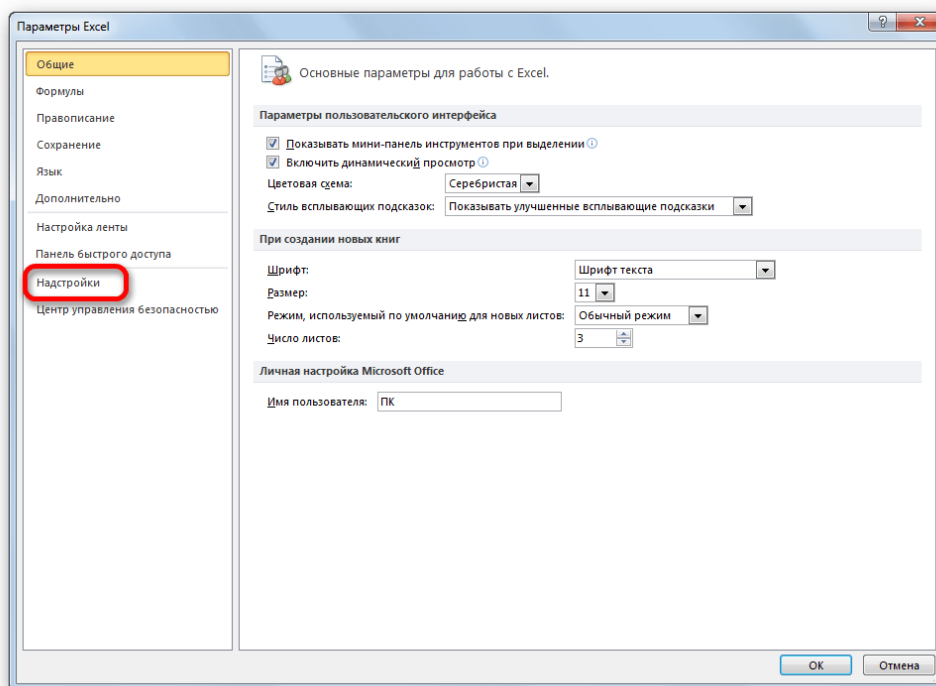 Параметры Excel
?
Общие
Формулы
Правописание
Сохранение
Язык
Дополнительно
Настройка ленты
Панель быстрого доступа
Надстройки
Центр управления безопасностью
Основные параметры для работы с Excel.
Параметры пользовательского интерфейса
Показывать мини-панель инструментов при выделении
Включить динамический просмотр
Цветовая схема: Серебристая
Стиль всплывающих подсказок: Показывать улучшенные всплывающие подсказки
При создании новых книг
Шрифт: Шрифт текста
Размер: 11
Режим, используемый по умолчанию для новых листов: Обычный режим
Число листов: 3
Личная настройка Microsoft Office
Имя пользователя: ПК
ОК Отмена